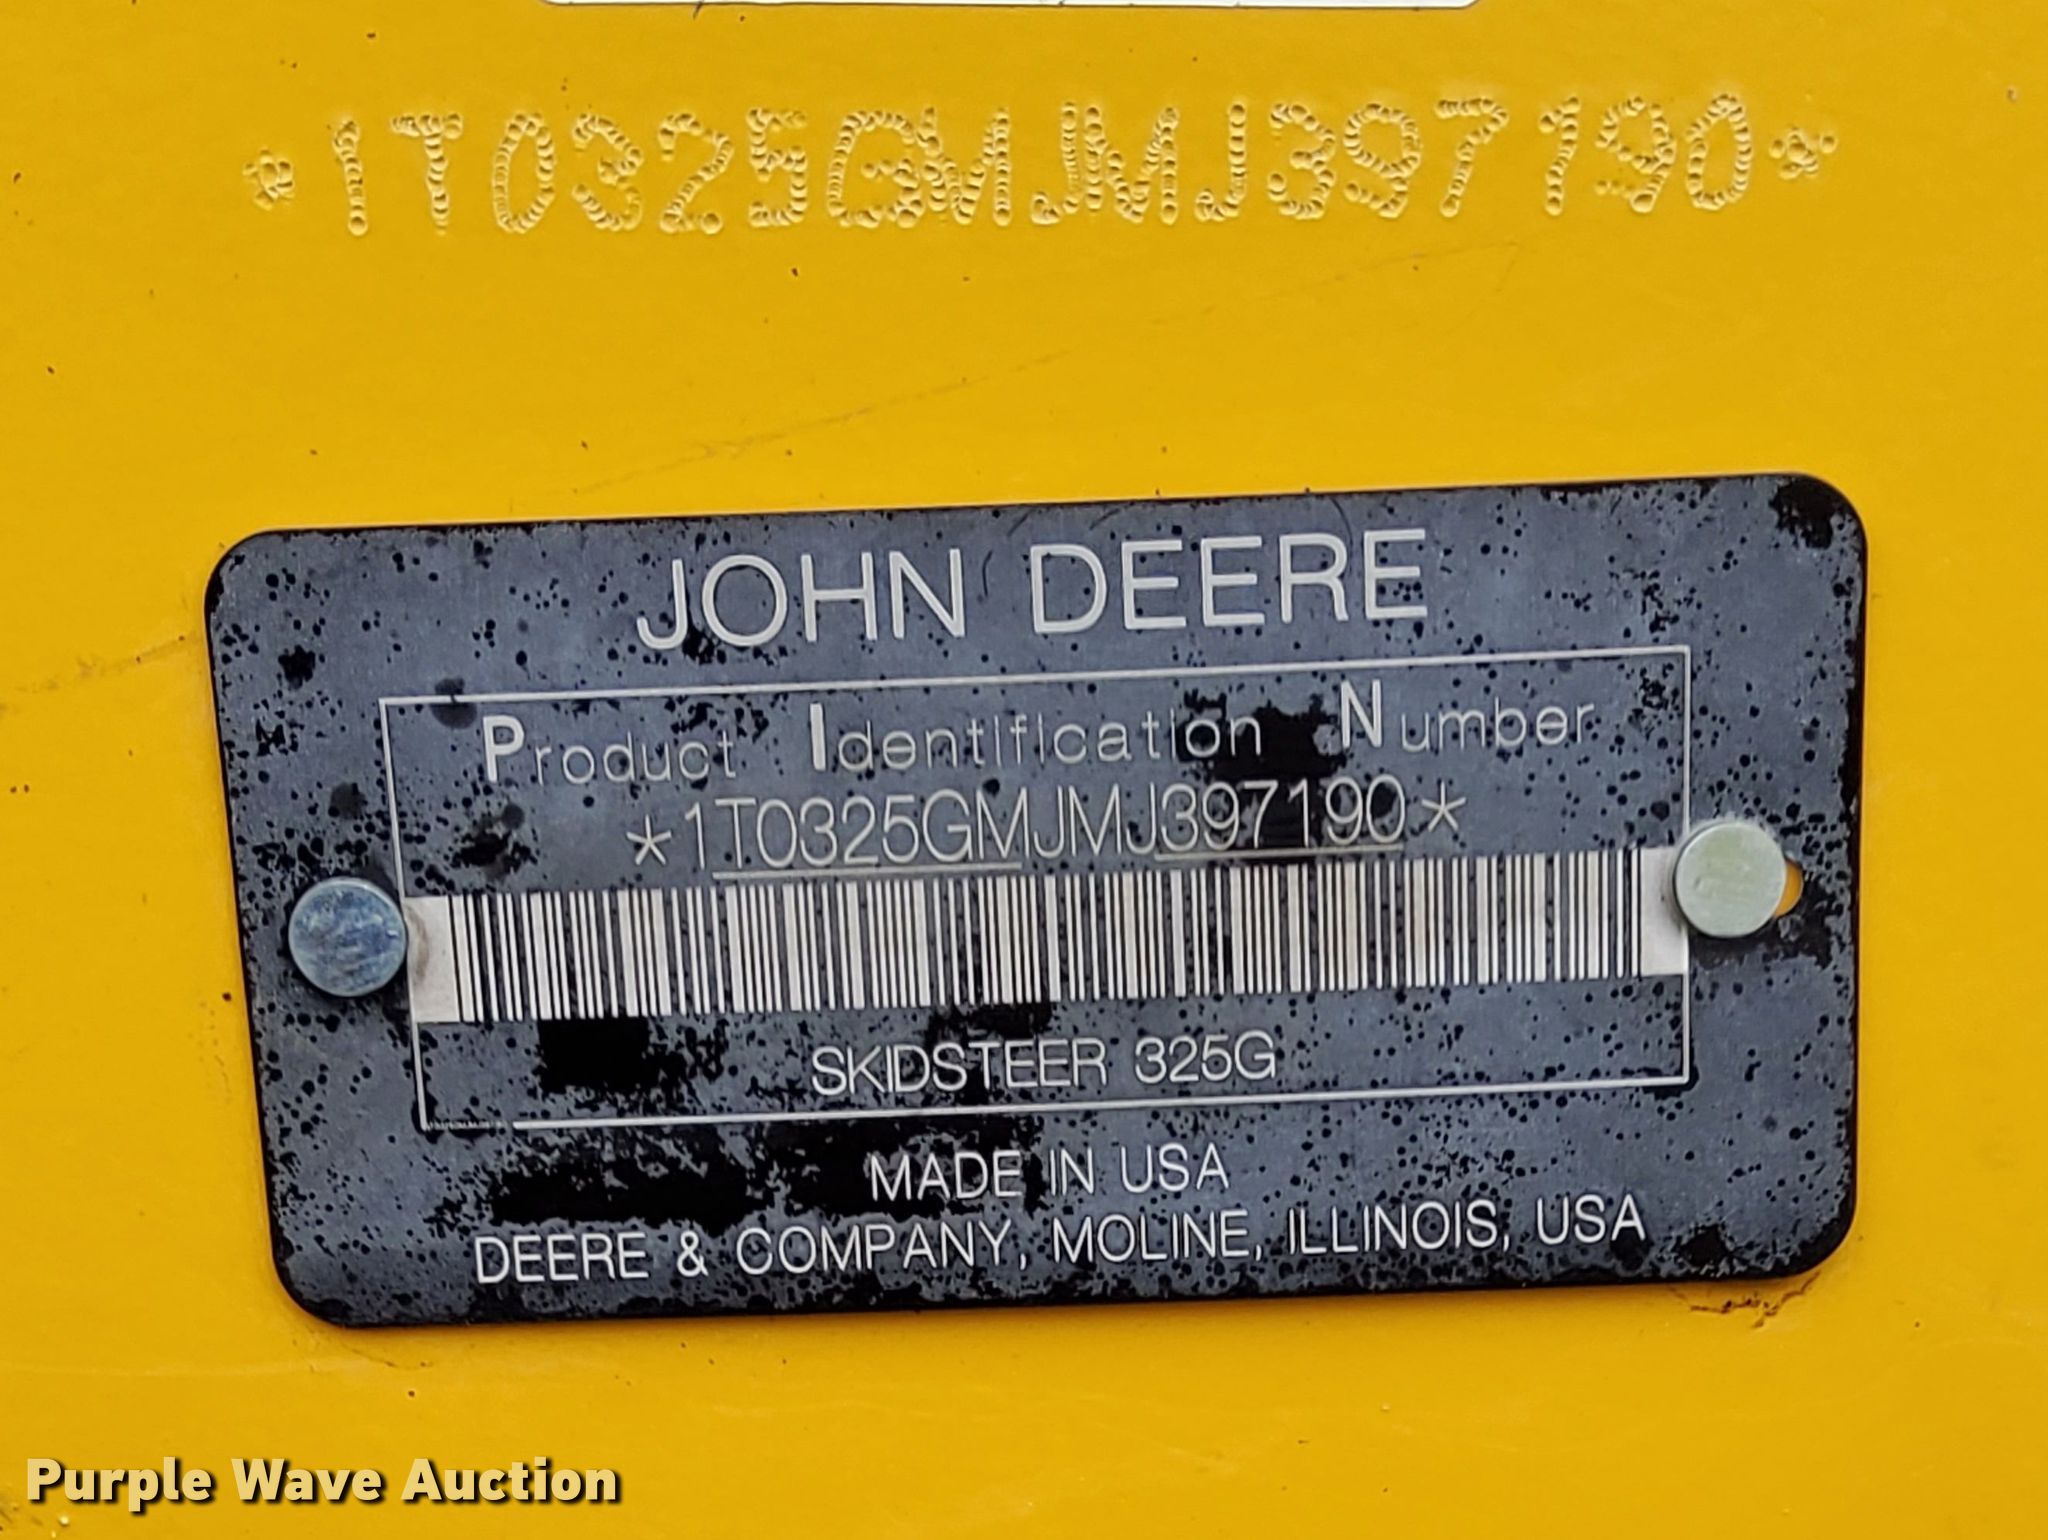 *1T0325GMJMJ397190*
JOHN DEERE
Product Identification Number
*1T0325GMJMJ397190*
SKIDSTEER 325G
MADE IN USA
DEERE & COMPANY, MOLINE, ILLINOIS, USA
Purple Wave Auction